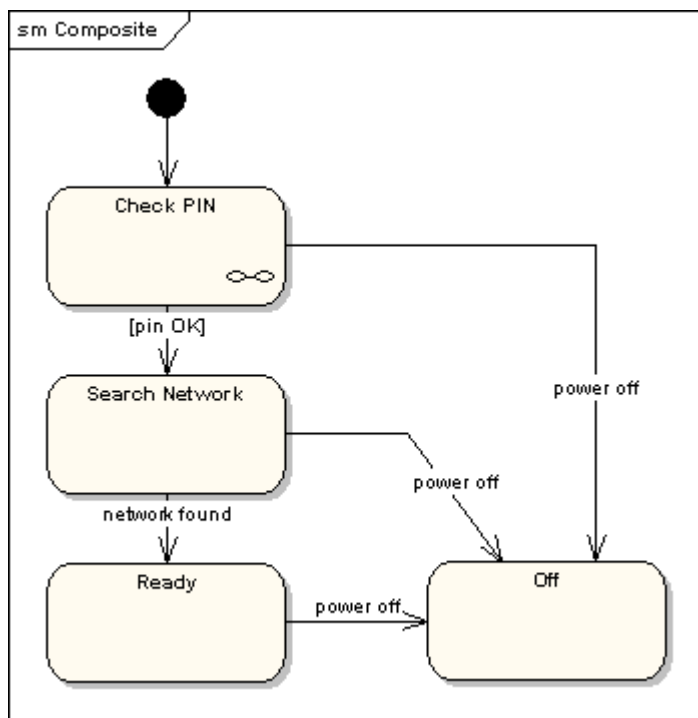 sm Composite
Check PIN
[pin OK]
Search Network
power off
power off
network found
Ready
Off
power off